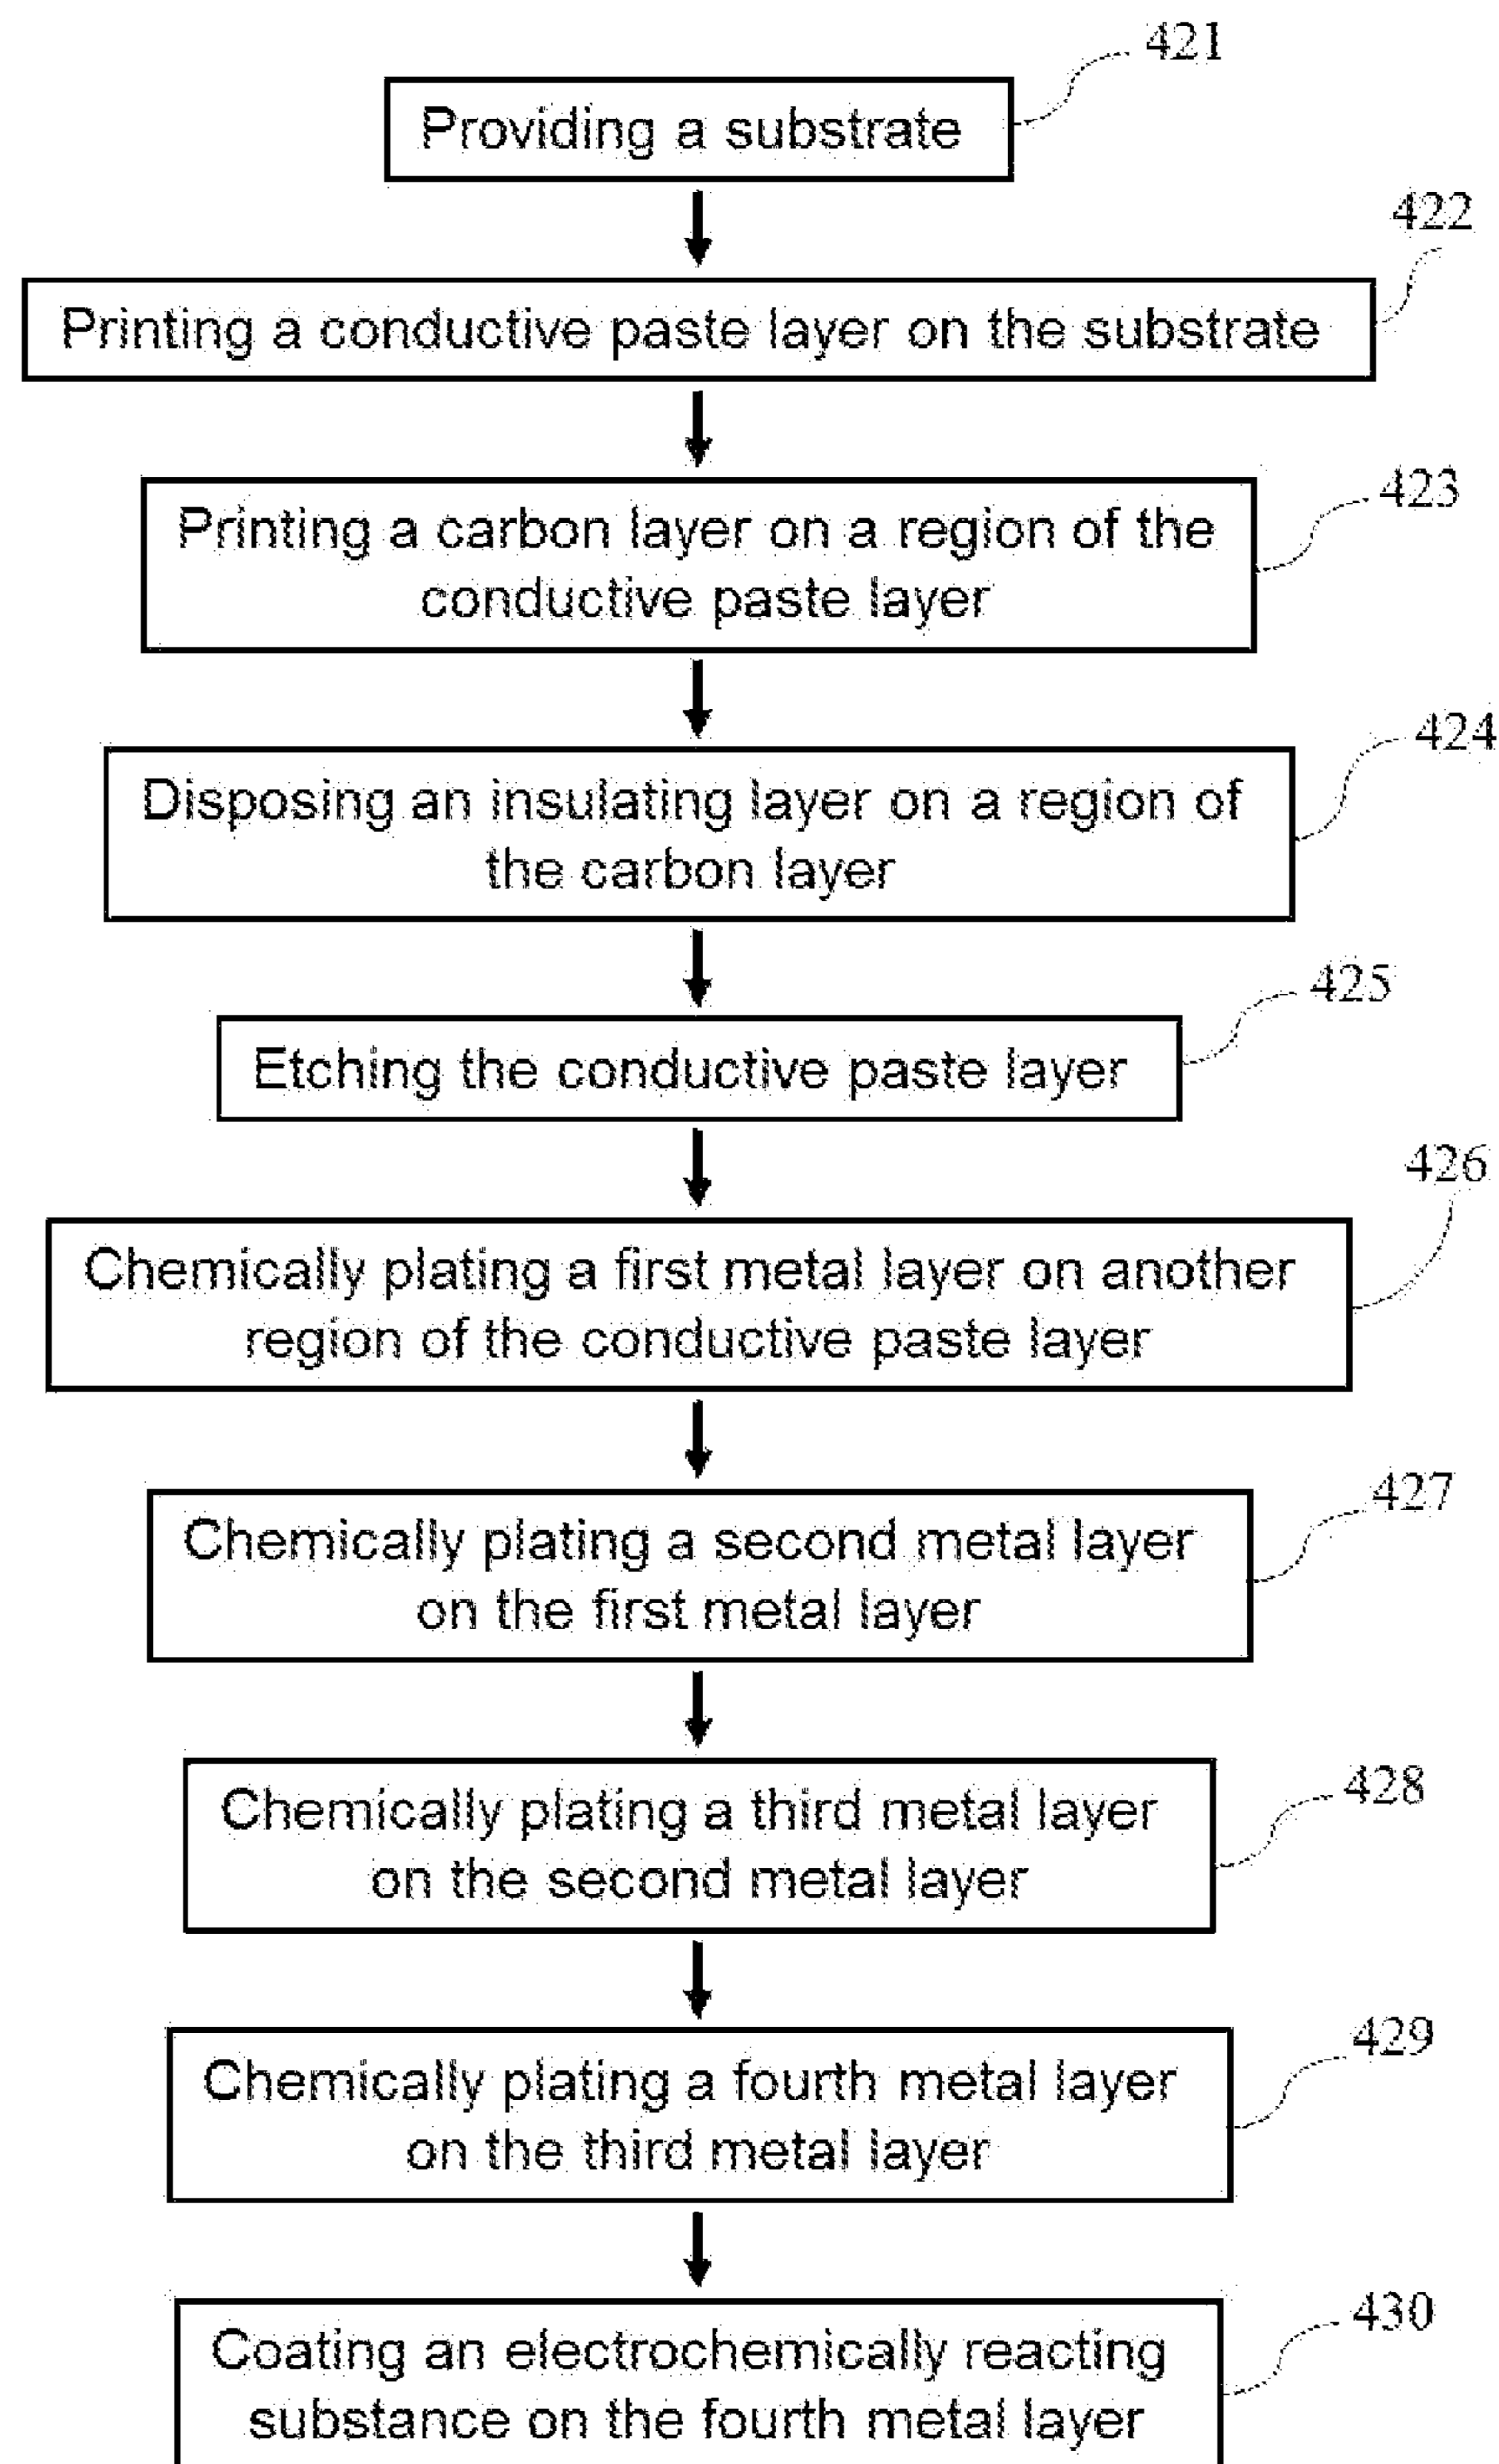 421
Providing a substrate
422
Printing a conductive paste layer on the substrate
423
Printing a carbon layer on a region of the
conductive paste layer
424
Disposing an insulating layer on a region of
the carbon layer
425
Etching the conductive paste layer
426
Chemically plating a first metal layer on another
region of the conductive paste layer
427
Chemically plating a second metal layer
on the first metal layer
428
Chemically plating a third metal layer
on the second metal layer
429
Chemically plating a fourth metal layer
on the third metal layer
430
Coating an electrochemically reacting
substance on the fourth metal layer